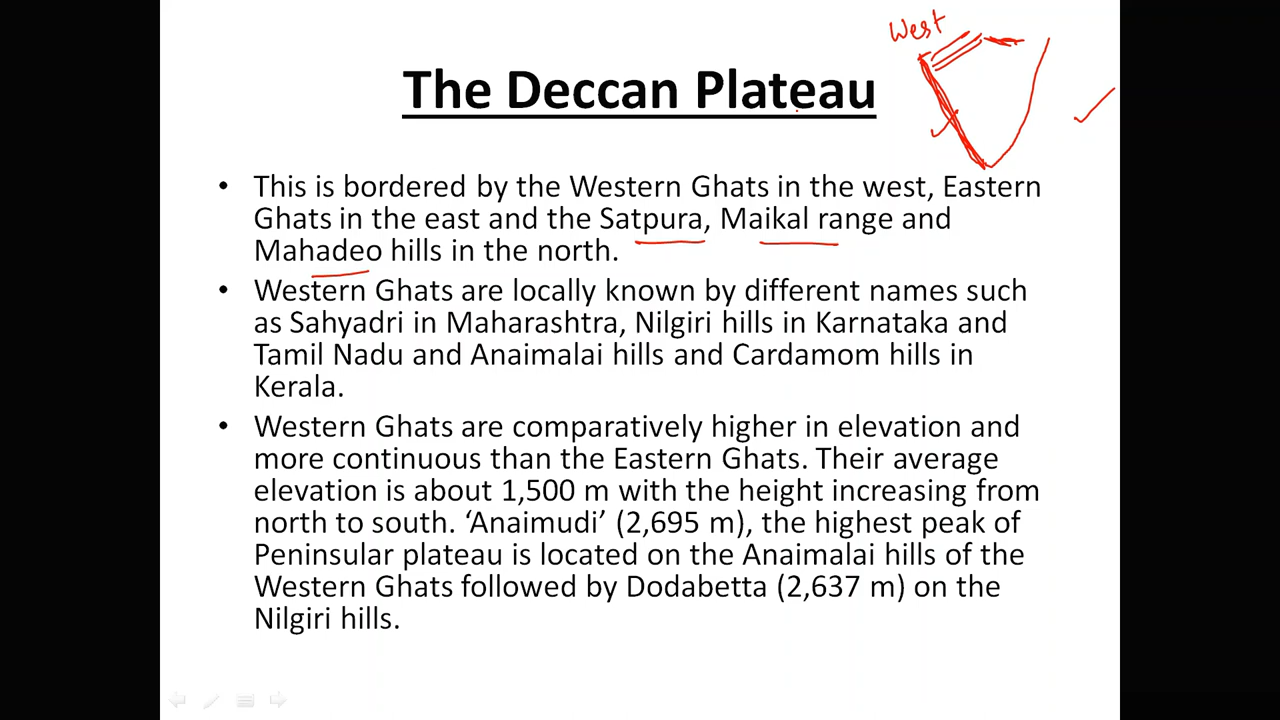 West
The Deccan Plateau
• This is bordered by the Western Ghats in the west, Eastern
Ghats in the east and the Satpura, Maikal range and
Mahadeo hills in the north.
• Western Ghats are locally known by different names such
as Sahyadri in Maharashtra, Nilgiri hills in Karnataka and
Tamil Nadu and Anaimalai hills and Cardamom hills in
Kerala.
• Western Ghats are comparatively higher in elevation and
more continuous than the Eastern Ghats. Their average
elevation is about 1,500 m with the height increasing from
north to south. ‘Anaimudi’ (2,695 m), the highest peak of
Peninsular plateau is located on the Anaimalai hills of the
Western Ghats followed by Dodabetta (2,637 m) on the
Nilgiri hills.